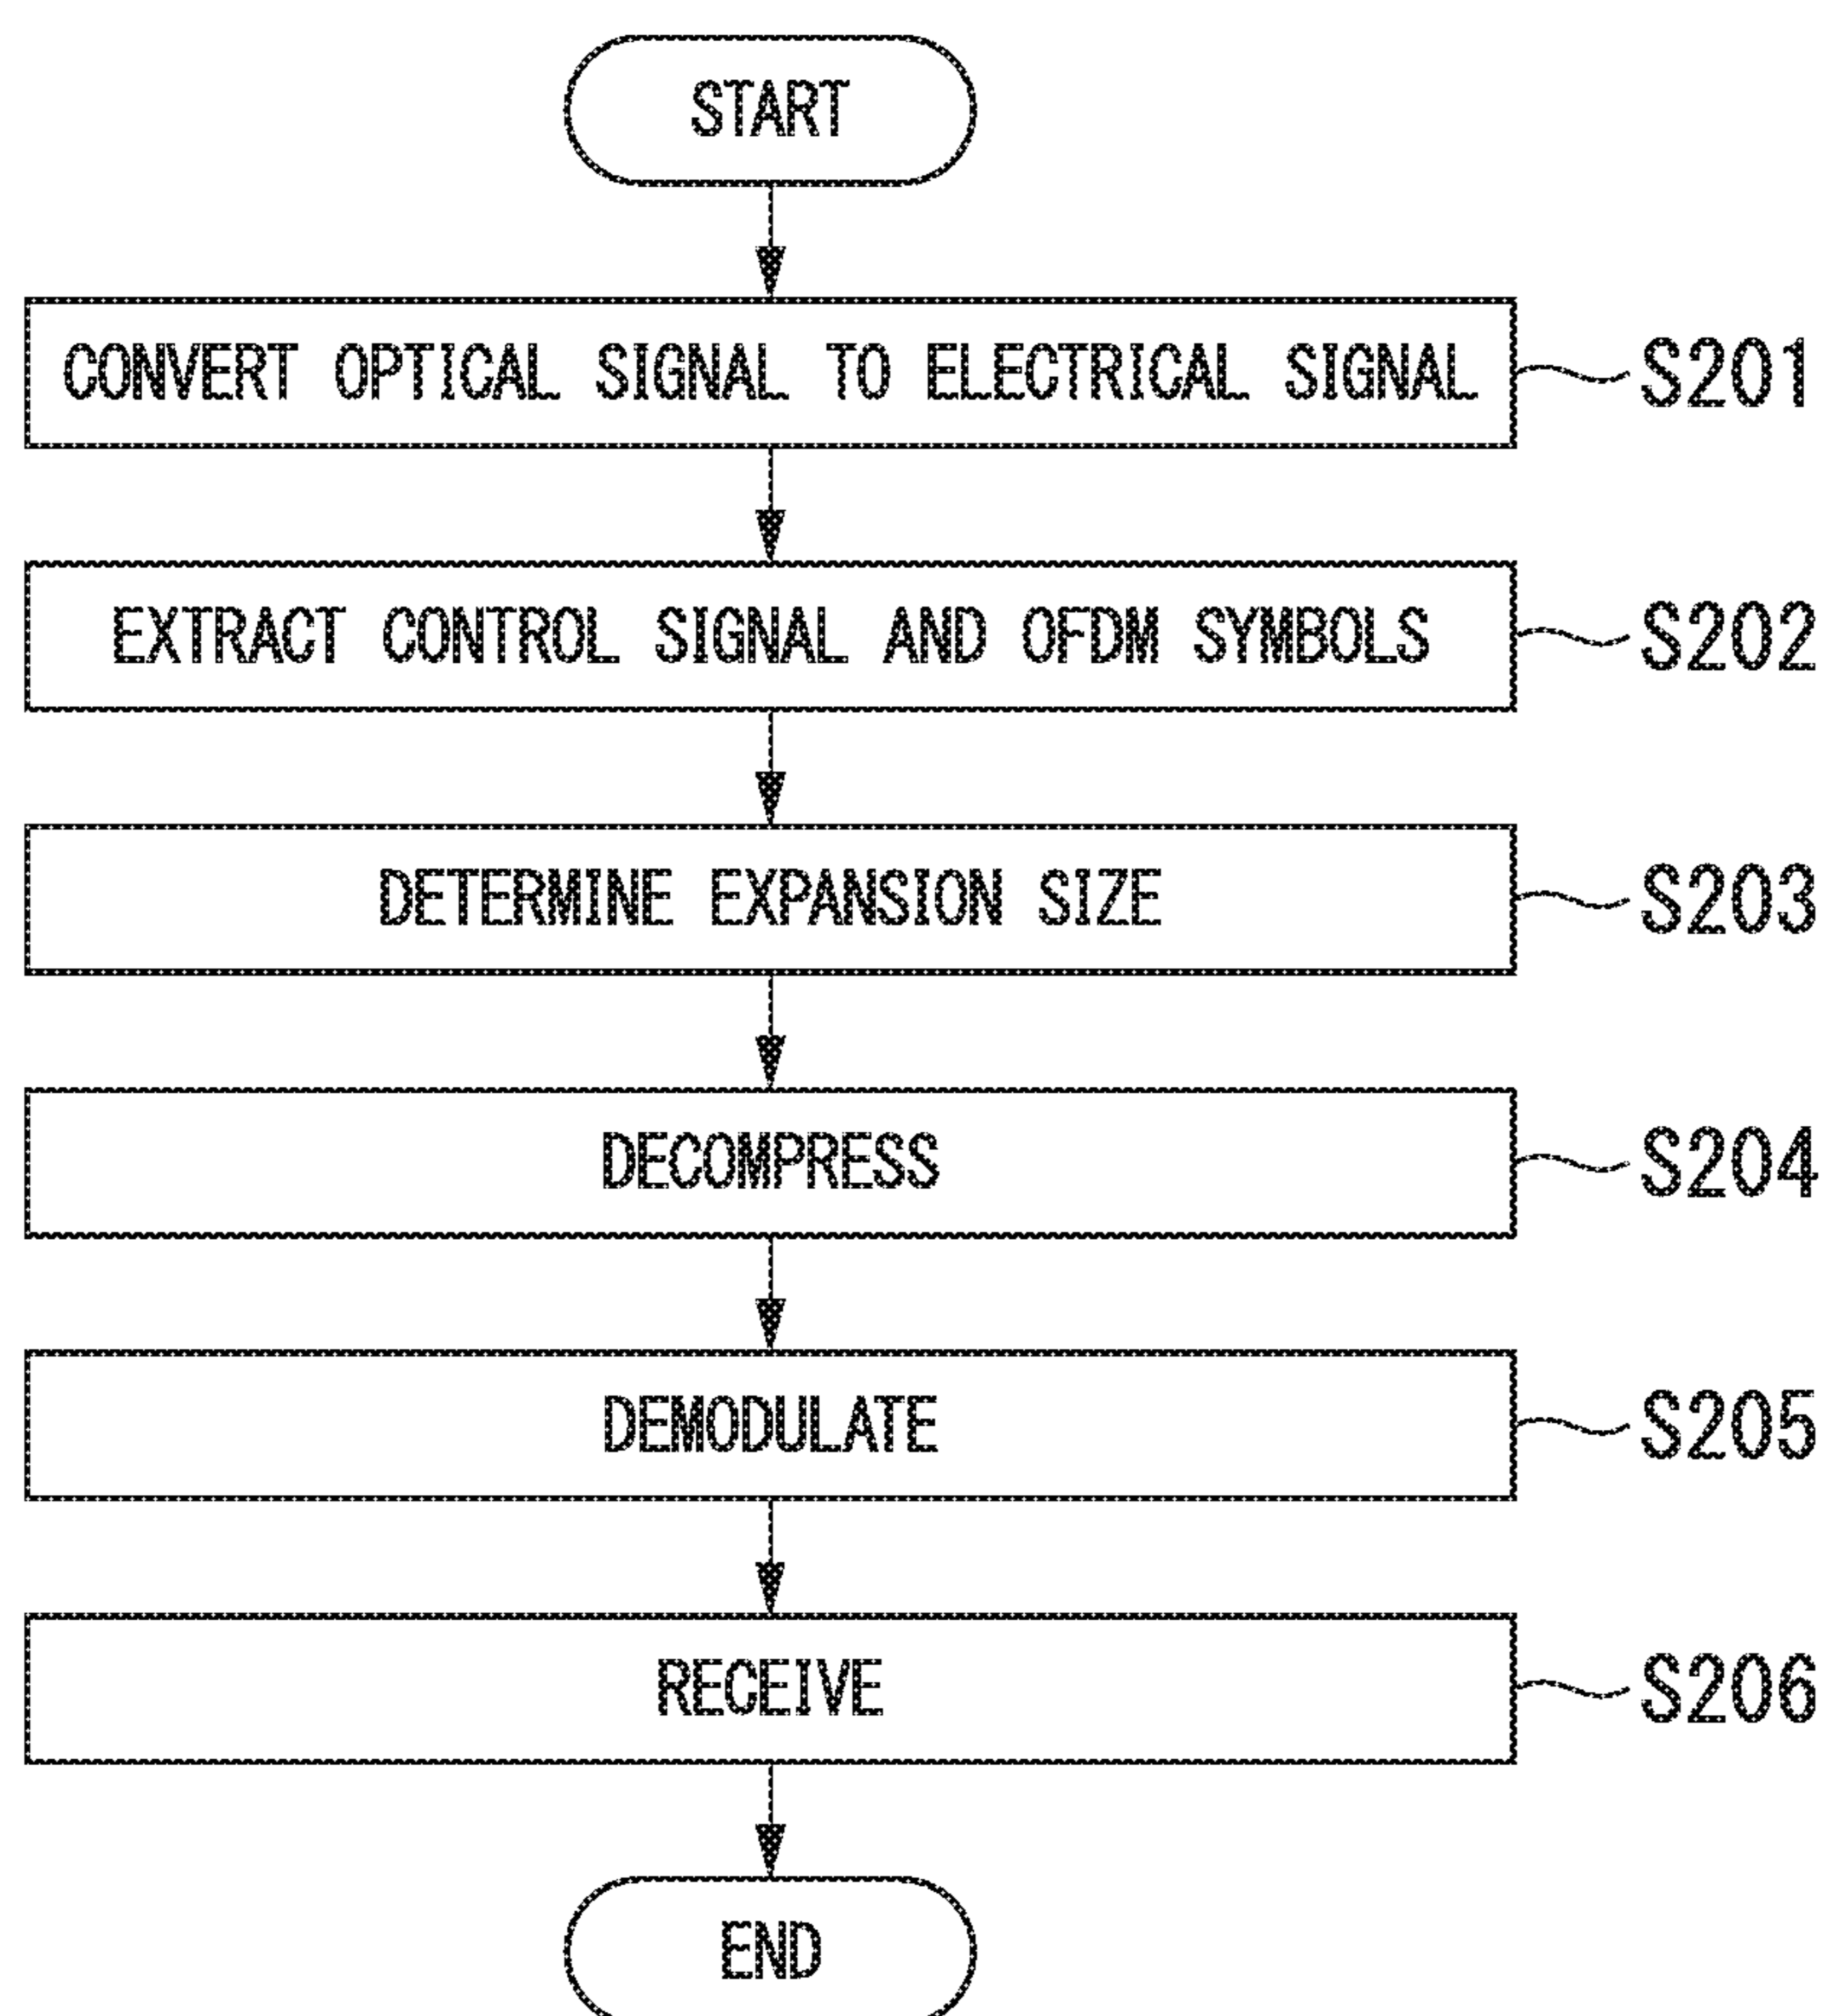 START
CONVERT OPTICAL SIGNAL TO ELECTRICAL SIGNAL S201
EXTRACT CONTROL SIGNAL AND OFDM SYMBOLS S202
DETERMINE EXPANSION SIZE S203
DECOMPRESS S204
DEMODULATE S205
RECEIVE S206
END